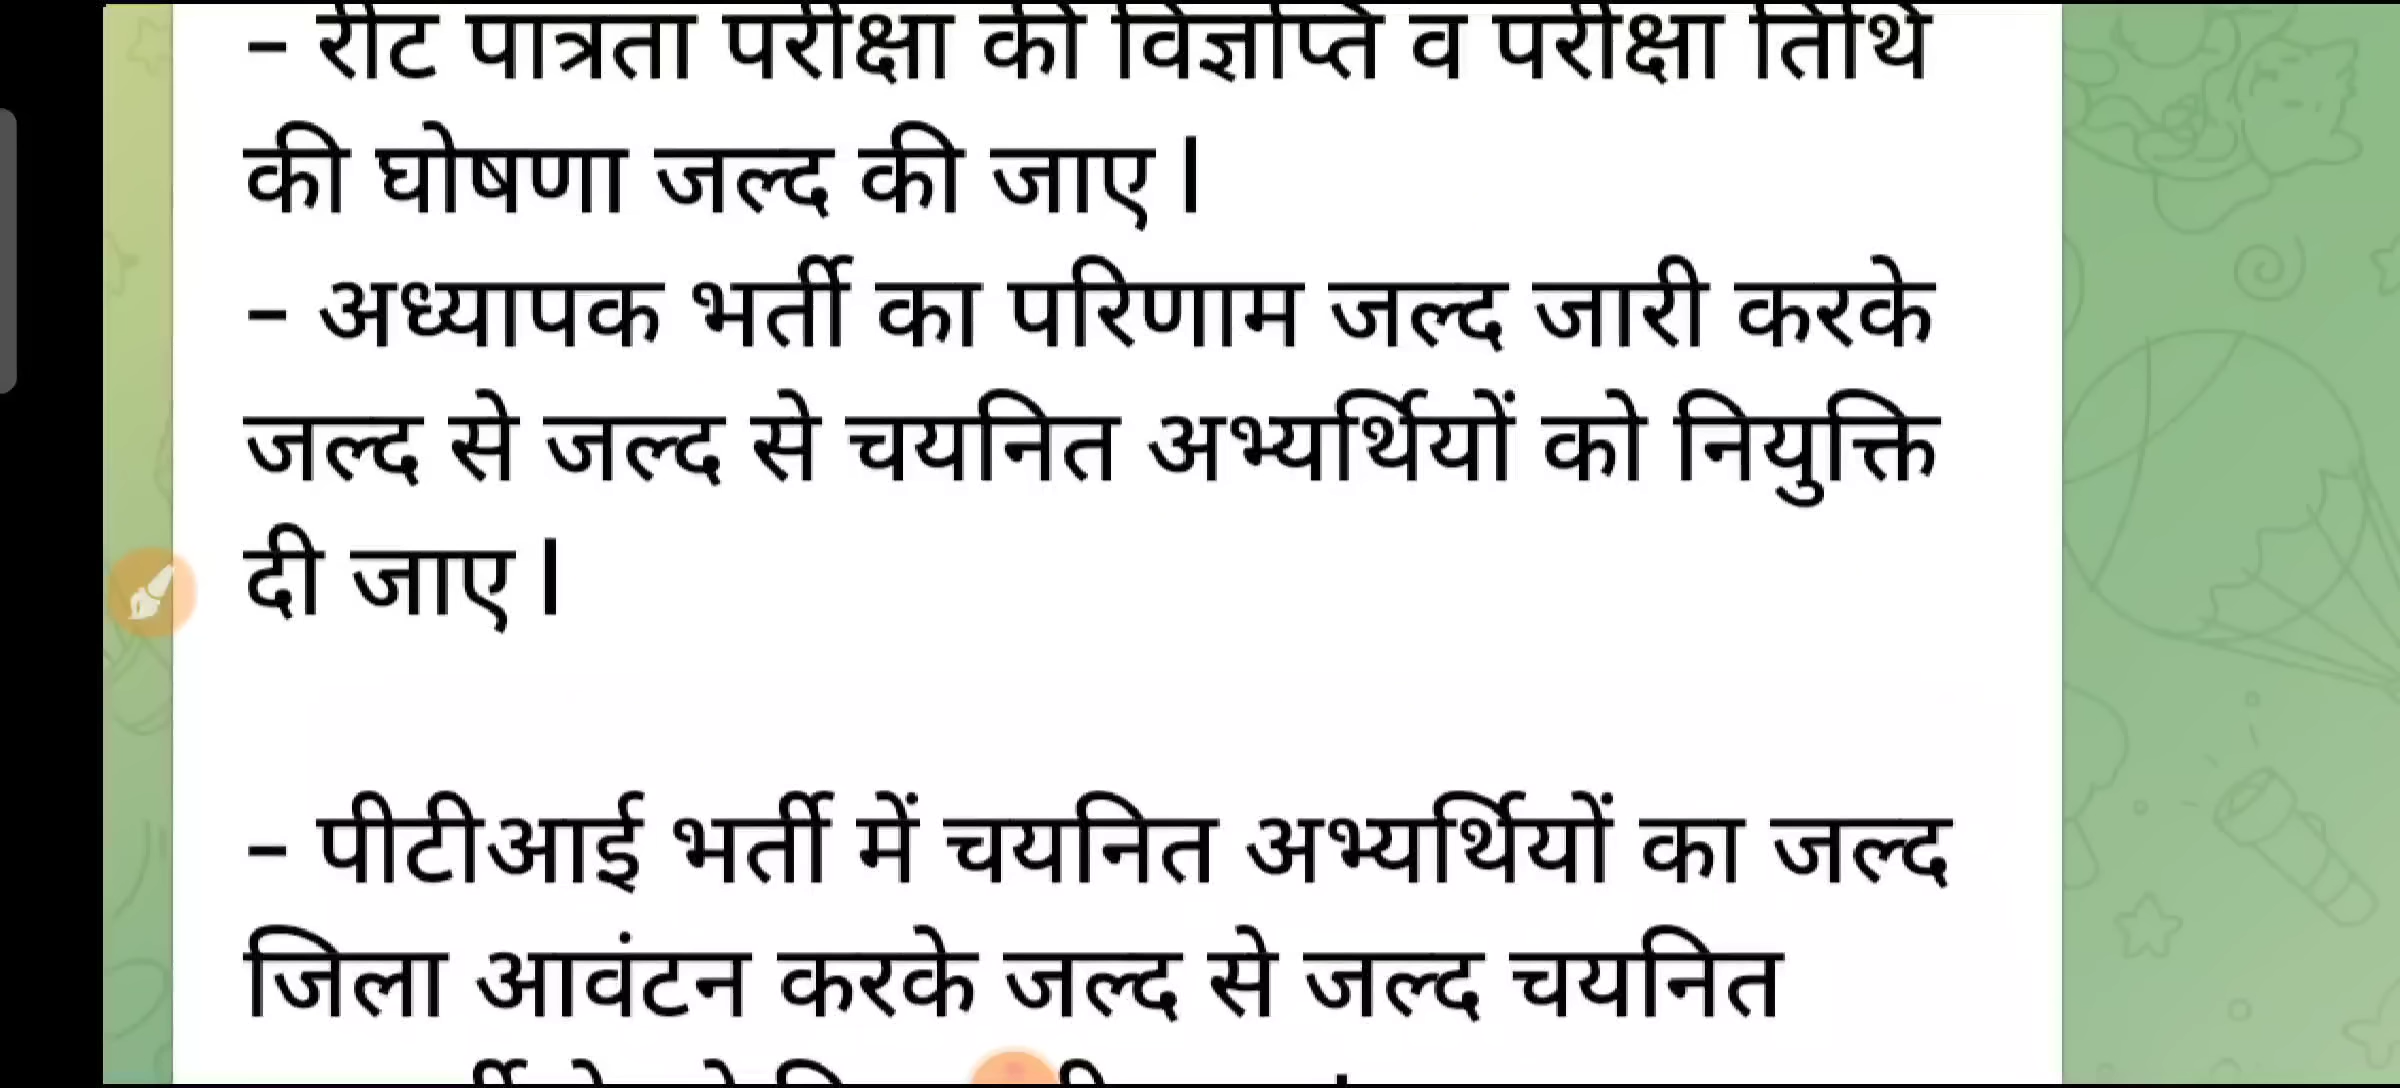 - रीट पात्रता परीक्षा की विज्ञप्ति व परीक्षा तिथि
की घोषणा जल्द की जाए।
- अध्यापक भर्ती का परिणाम जल्द जारी करके
जल्द से जल्द से चयनित अभ्यर्थियों को नियुक्ति
दी जाए।
- पीटीआई भर्ती में चयनित अभ्यर्थियों का जल्द
जिला आवंटन करके जल्द से जल्द चयनित